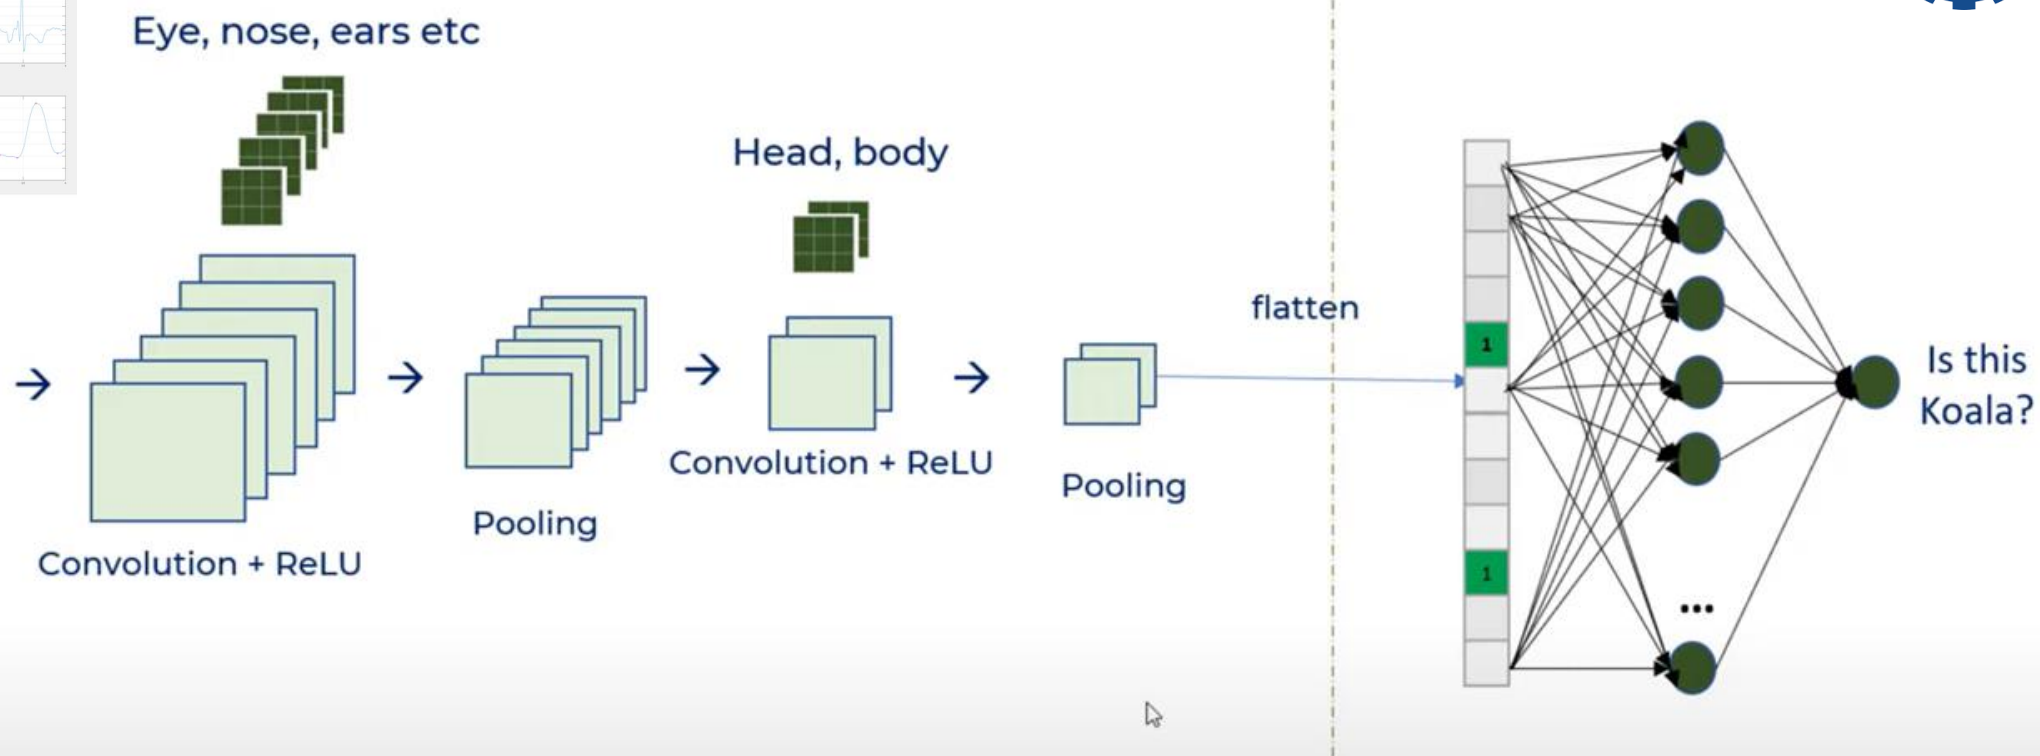 Eye, nose, ears etc
Head, body
flatten
1
Is this
Koala?
Convolution + ReLU
Pooling
Pooling
Convolution + ReLU
1
...